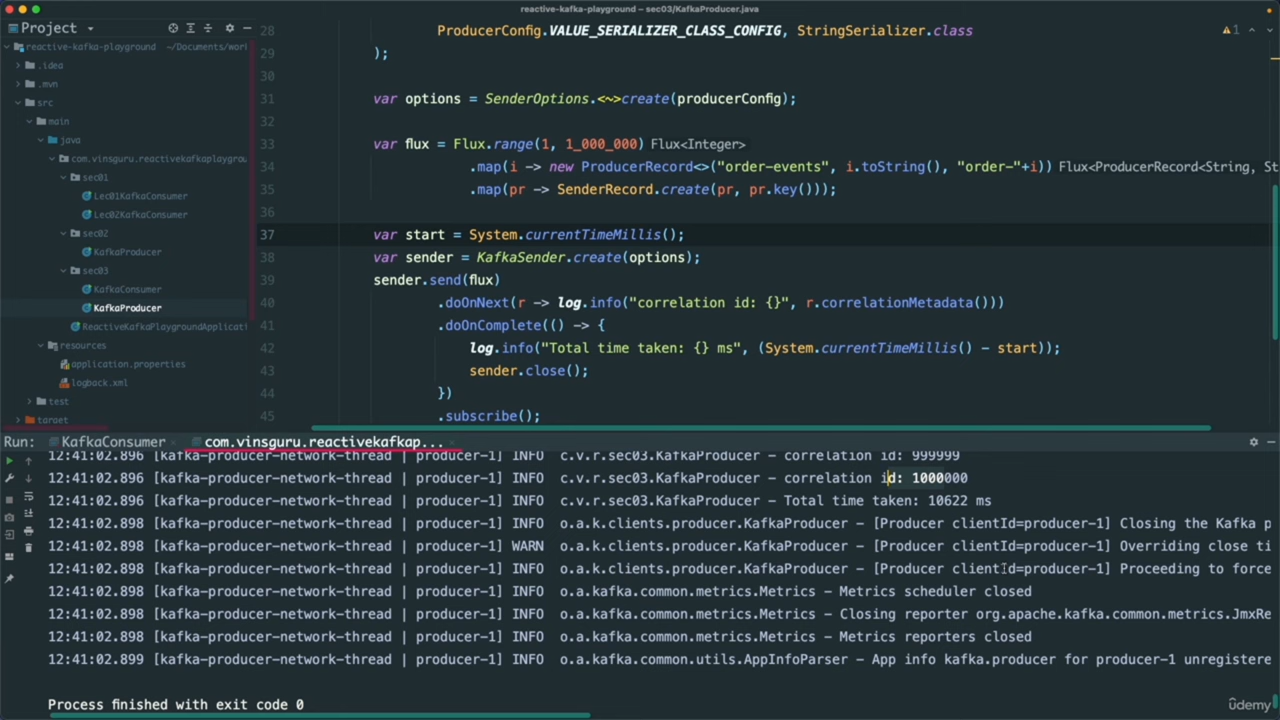 reactive-kafka-playground – sec03/KafkaProducer.java
Project
reactive-kafka-playground ~/Documents/wor
.idea
.mvn
src
main
java
com.vinsguru.reactivekafkaplaygrou
sec01
Lec01KafkaConsumer
Lec02KafkaConsumer
sec02
KafkaProducer
sec03
KafkaConsumer
KafkaProducer
ReactiveKafkaPlaygroundApplicat
resources
application.properties
logback.xml
test
target
1
28 ProducerConfig.VALUE_SERIALIZER_CLASS_CONFIG, StringSerializer.class
29 );
30
31 var options = SenderOptions.<~>create(producerConfig);
32
33 var flux = Flux.range(1, 1_000_000) Flux<Integer>
34 .map(i -> new ProducerRecord<>("order-events", i.toString(), "order-"+i)) Flux<ProducerRecord<String, St
35 .map(pr -> SenderRecord.create(pr, pr.key()));
36
37 var start = System.currentTimeMillis();
38 var sender = KafkaSender.create(options);
39 sender.send(flux)
40 .doOnNext(r -> log.info("correlation id: {}", r.correlationMetadata()))
41 .doOnComplete(() -> {
42 log.info("Total time taken: {} ms", (System.currentTimeMillis() - start));
43 sender.close();
44 })
45 .subscribe();
Run: KafkaConsumer com.vinsguru.reactivekafkap...
12:41:02.896 [kafka-producer-network-thread | producer-1] INFO c.v.r.sec03.KafkaProducer – correlation id: 999999
12:41:02.896 [kafka-producer-network-thread | producer-1] INFO c.v.r.sec03.KafkaProducer – correlation id: 1000000
12:41:02.896 [kafka-producer-network-thread | producer-1] INFO c.v.r.sec03.KafkaProducer – Total time taken: 10622 ms
12:41:02.898 [kafka-producer-network-thread | producer-1] INFO o.a.k.clients.producer.KafkaProducer – [Producer clientId=producer-1] Closing the Kafka p
12:41:02.898 [kafka-producer-network-thread | producer-1] WARN o.a.k.clients.producer.KafkaProducer – [Producer clientId=producer-1] Overriding close ti
12:41:02.898 [kafka-producer-network-thread | producer-1] INFO o.a.k.clients.producer.KafkaProducer – [Producer clientId=producer-1] Proceeding to force
12:41:02.898 [kafka-producer-network-thread | producer-1] INFO o.a.kafka.common.metrics.Metrics – Metrics scheduler closed
12:41:02.898 [kafka-producer-network-thread | producer-1] INFO o.a.kafka.common.metrics.Metrics – Closing reporter org.apache.kafka.common.metrics.JmxRe
12:41:02.898 [kafka-producer-network-thread | producer-1] INFO o.a.kafka.common.metrics.Metrics – Metrics reporters closed
12:41:02.899 [kafka-producer-network-thread | producer-1] INFO o.a.kafka.common.utils.AppInfoParser – App info kafka.producer for producer-1 unregistere
Process finished with exit code 0
ûdemy